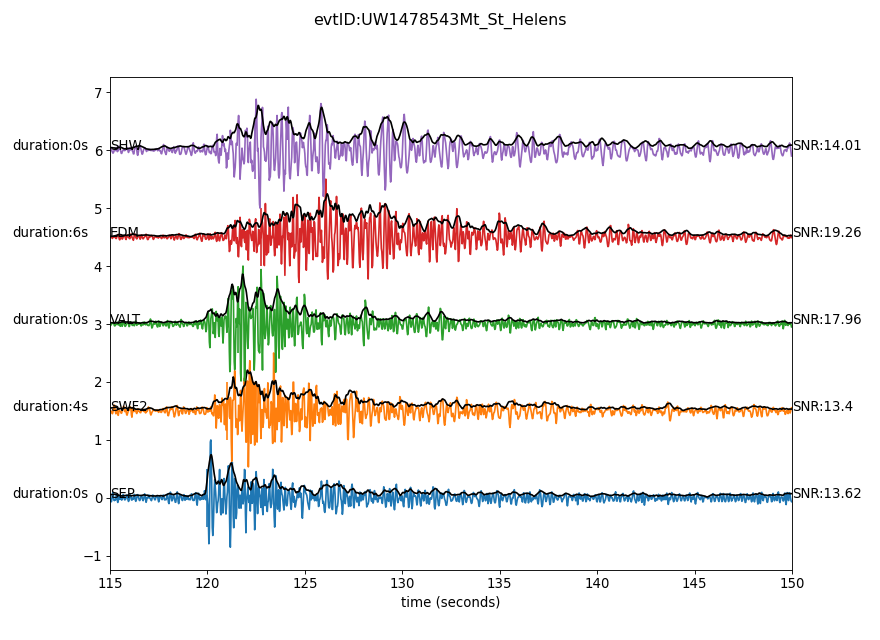 evtID:UW1478543Mt_St_Helens
7
duration:0s SHW SNR:14.01
6
5
duration:6s EDM SNR:19.26
4
duration:0s VALT SNR:17.96
3
2
duration:4s SWF2 SNR:13.4
1
duration:0s SEP SNR:13.62
0
−1
115 120 125 130 135 140 145 150
time (seconds)